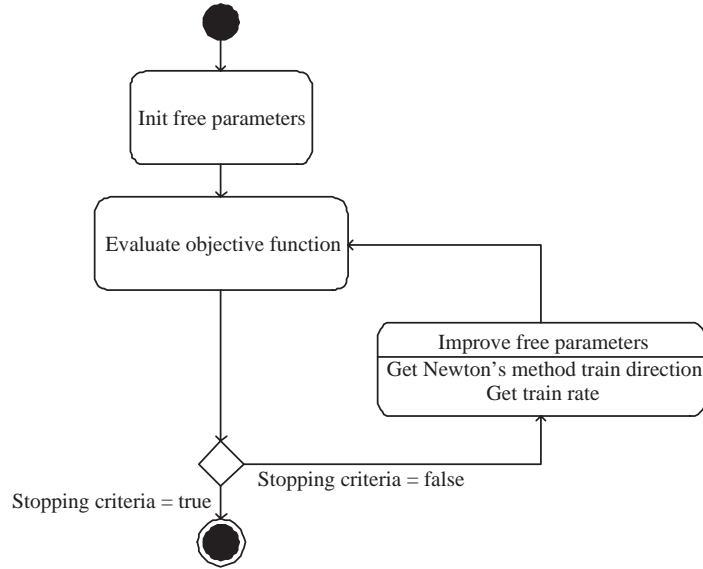 Init free parameters
Evaluate objective function
Improve free parameters
Get Newton's method train direction
Get train rate
Stopping criteria = false
Stopping criteria = true